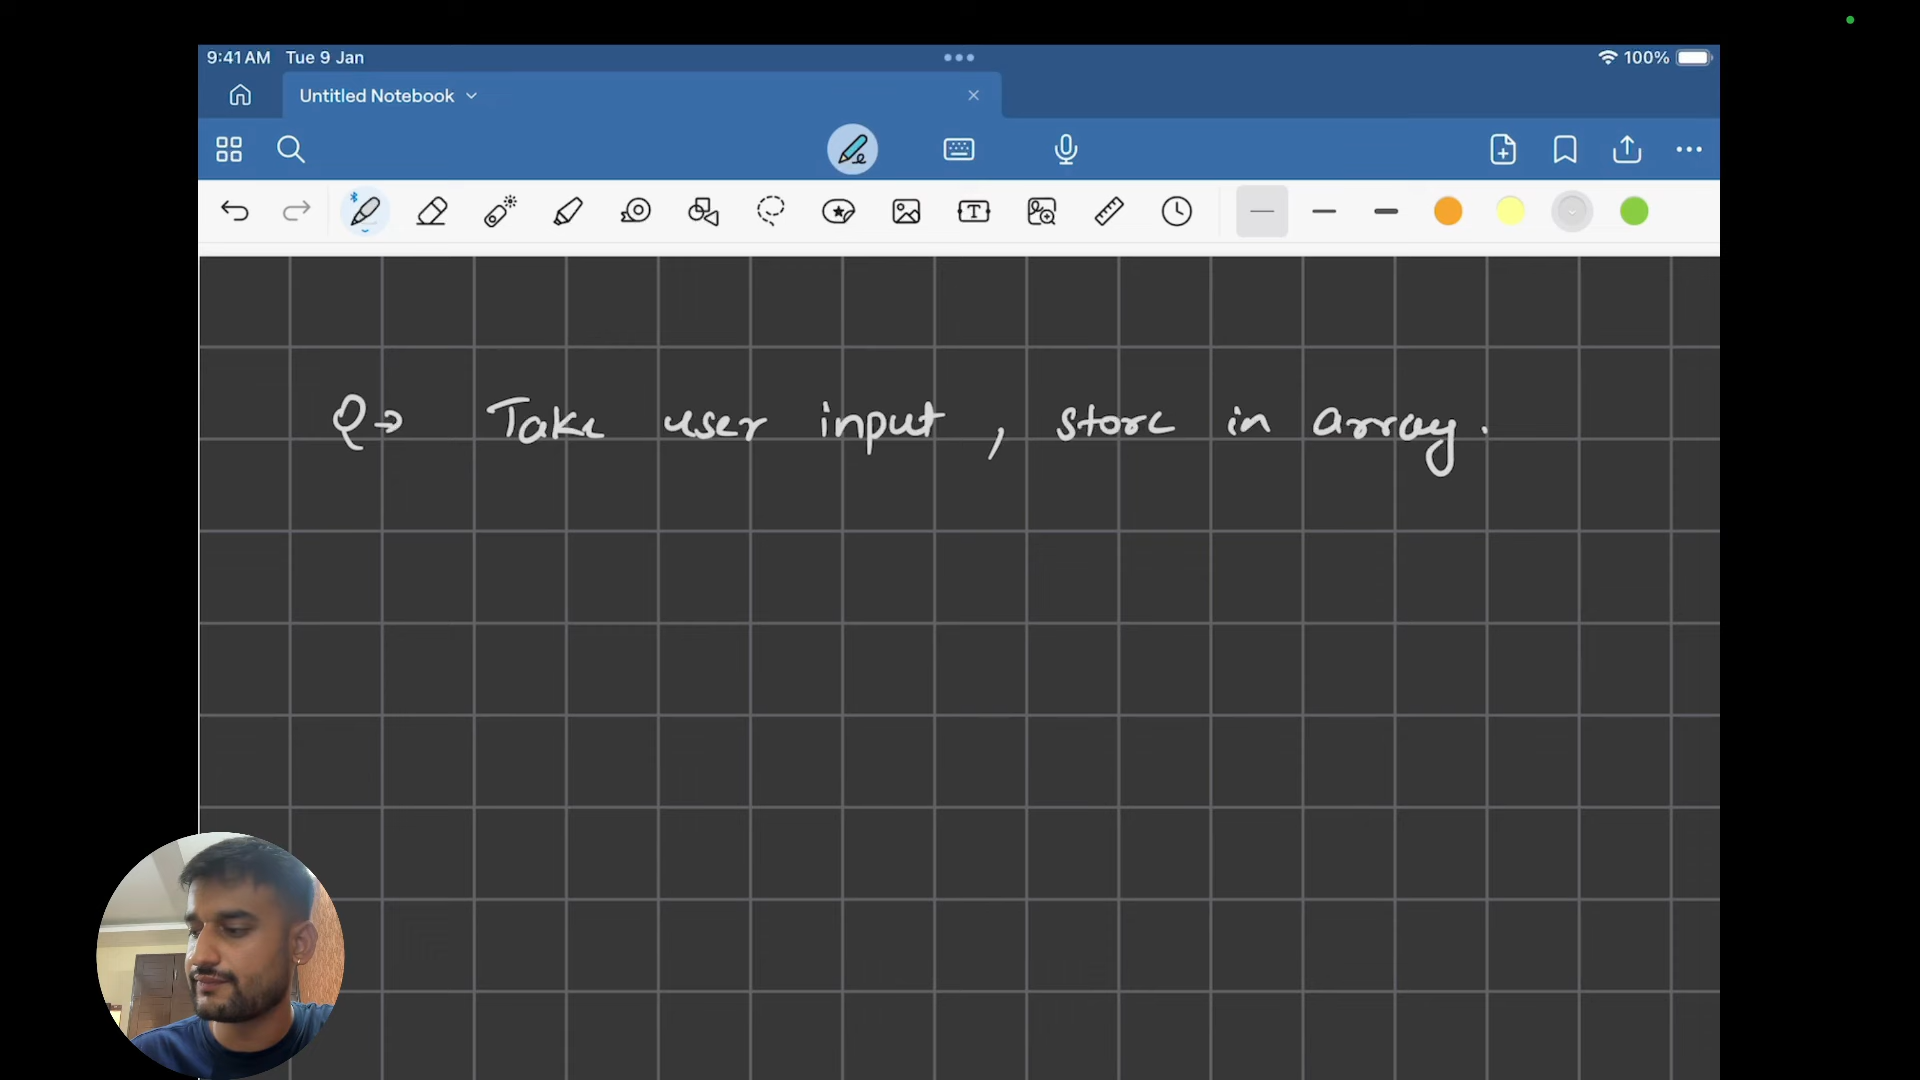 9:41 AM Tue 9 Jan 100%
Untitled Notebook
Q→ Take user input , store in array .